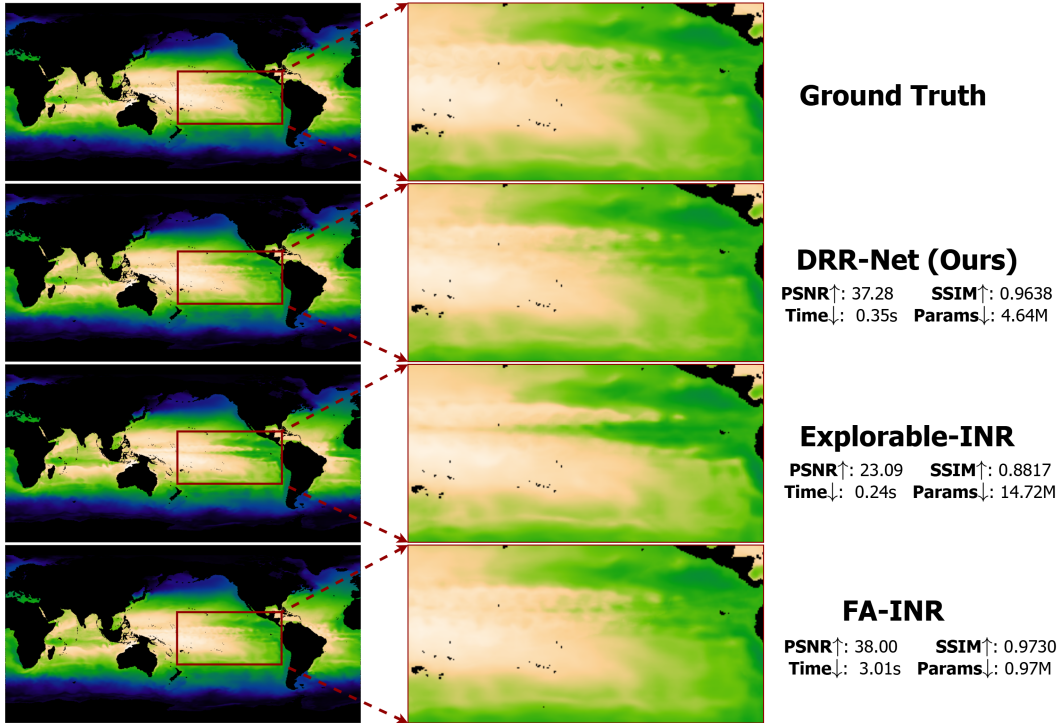 Ground Truth
DRR-Net (Ours)
PSNR↑: 37.28 SSIM↑: 0.9638
Time↓: 0.35s Params↓: 4.64M
Explorable-INR
PSNR↑: 23.09 SSIM↑: 0.8817
Time↓: 0.24s Params↓: 14.72M
FA-INR
PSNR↑: 38.00 SSIM↑: 0.9730
Time↓: 3.01s Params↓: 0.97M